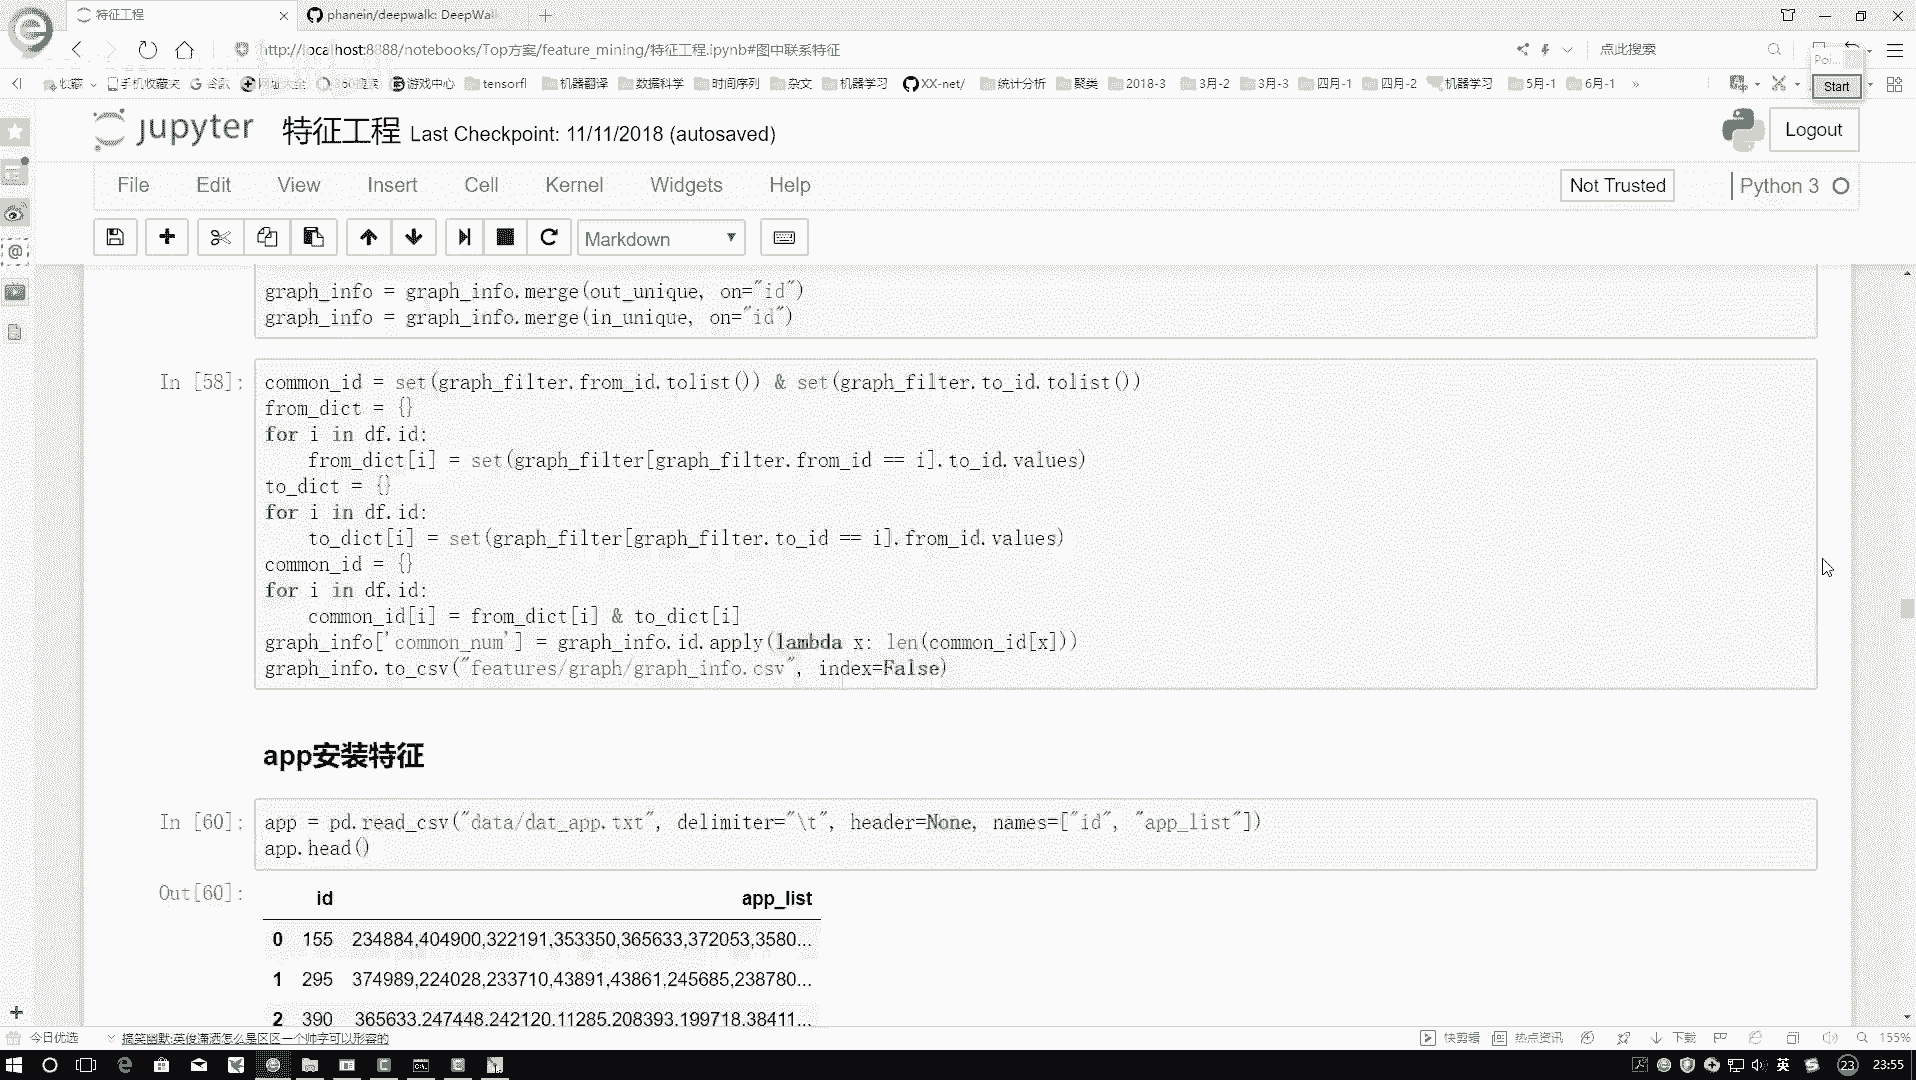 特征工程
phanein/deepwalk: DeepWalk
http://localhost:8888/notebooks/Top方案/feature_mining/特征工程.ipynb#图中联系特征
点此搜索
收藏 手机收藏夹 谷歌 网址大全 游戏中心 tensorfl 机器翻译 数据科学 时间序列 杂文 机器学习 XX-net/ 统计分析 聚类 2018-3 3月-2 3月-3 四月-1 四月-2 机器学习 5月-1 6月-1 »
Poi...
Start
jupyter 特征工程 Last Checkpoint: 11/11/2018 (autosaved)
Logout
File Edit View Insert Cell Kernel Widgets Help
Not Trusted
Python 3
Markdown
graph_info = graph_info.merge(out_unique, on="id")
graph_info = graph_info.merge(in_unique, on="id")
In [58]:
common_id = set(graph_filter.from_id.tolist()) & set(graph_filter.to_id.tolist())
from_dict = {}
for i in df.id:
    from_dict[i] = set(graph_filter[graph_filter.from_id == i].to_id.values)
to_dict = {}
for i in df.id:
    to_dict[i] = set(graph_filter[graph_filter.to_id == i].from_id.values)
common_id = {}
for i in df.id:
    common_id[i] = from_dict[i] & to_dict[i]
graph_info['common_num'] = graph_info.id.apply(lambda x: len(common_id[x]))
graph_info.to_csv("features/graph/graph_info.csv", index=False)
app安装特征
In [60]:
app = pd.read_csv("data/dat_app.txt", delimiter="\t", header=None, names=["id", "app_list"])
app.head()
Out[60]:
id app_list
0 155 234884,404900,322191,353350,365633,372053,3580...
1 295 374989,224028,233710,43891,43861,245685,238780...
2 390 365633,247448,242120,11285,208393,199718,38411...
今日优选 搞笑幽默:英俊潇洒怎么是区区一个帅字可以形容的
快剪辑 热点资讯 下载 155%
英 23 23:55